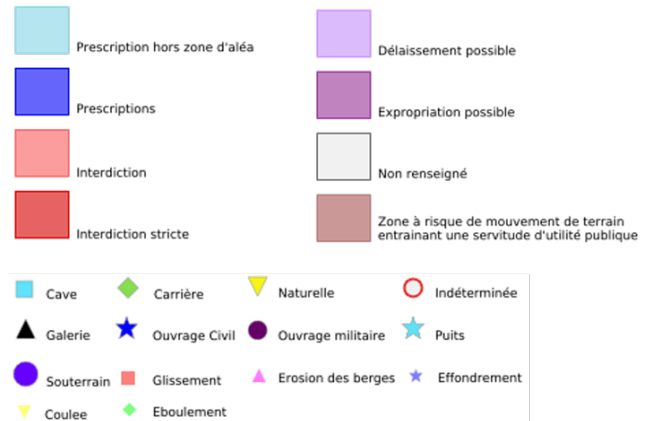 Prescription hors zone d'aléa
Délaissement possible
Prescriptions
Expropriation possible
Interdiction
Non renseigné
Interdiction stricte
Zone à risque de mouvement de terrain
entrainant une servitude d'utilité publique
Cave
Carrière
Naturelle
Indéterminée
Galerie
Ouvrage Civil
Ouvrage militaire
Puits
Souterrain
Glissement
Erosion des berges
Effondrement
Coulee
Eboulement